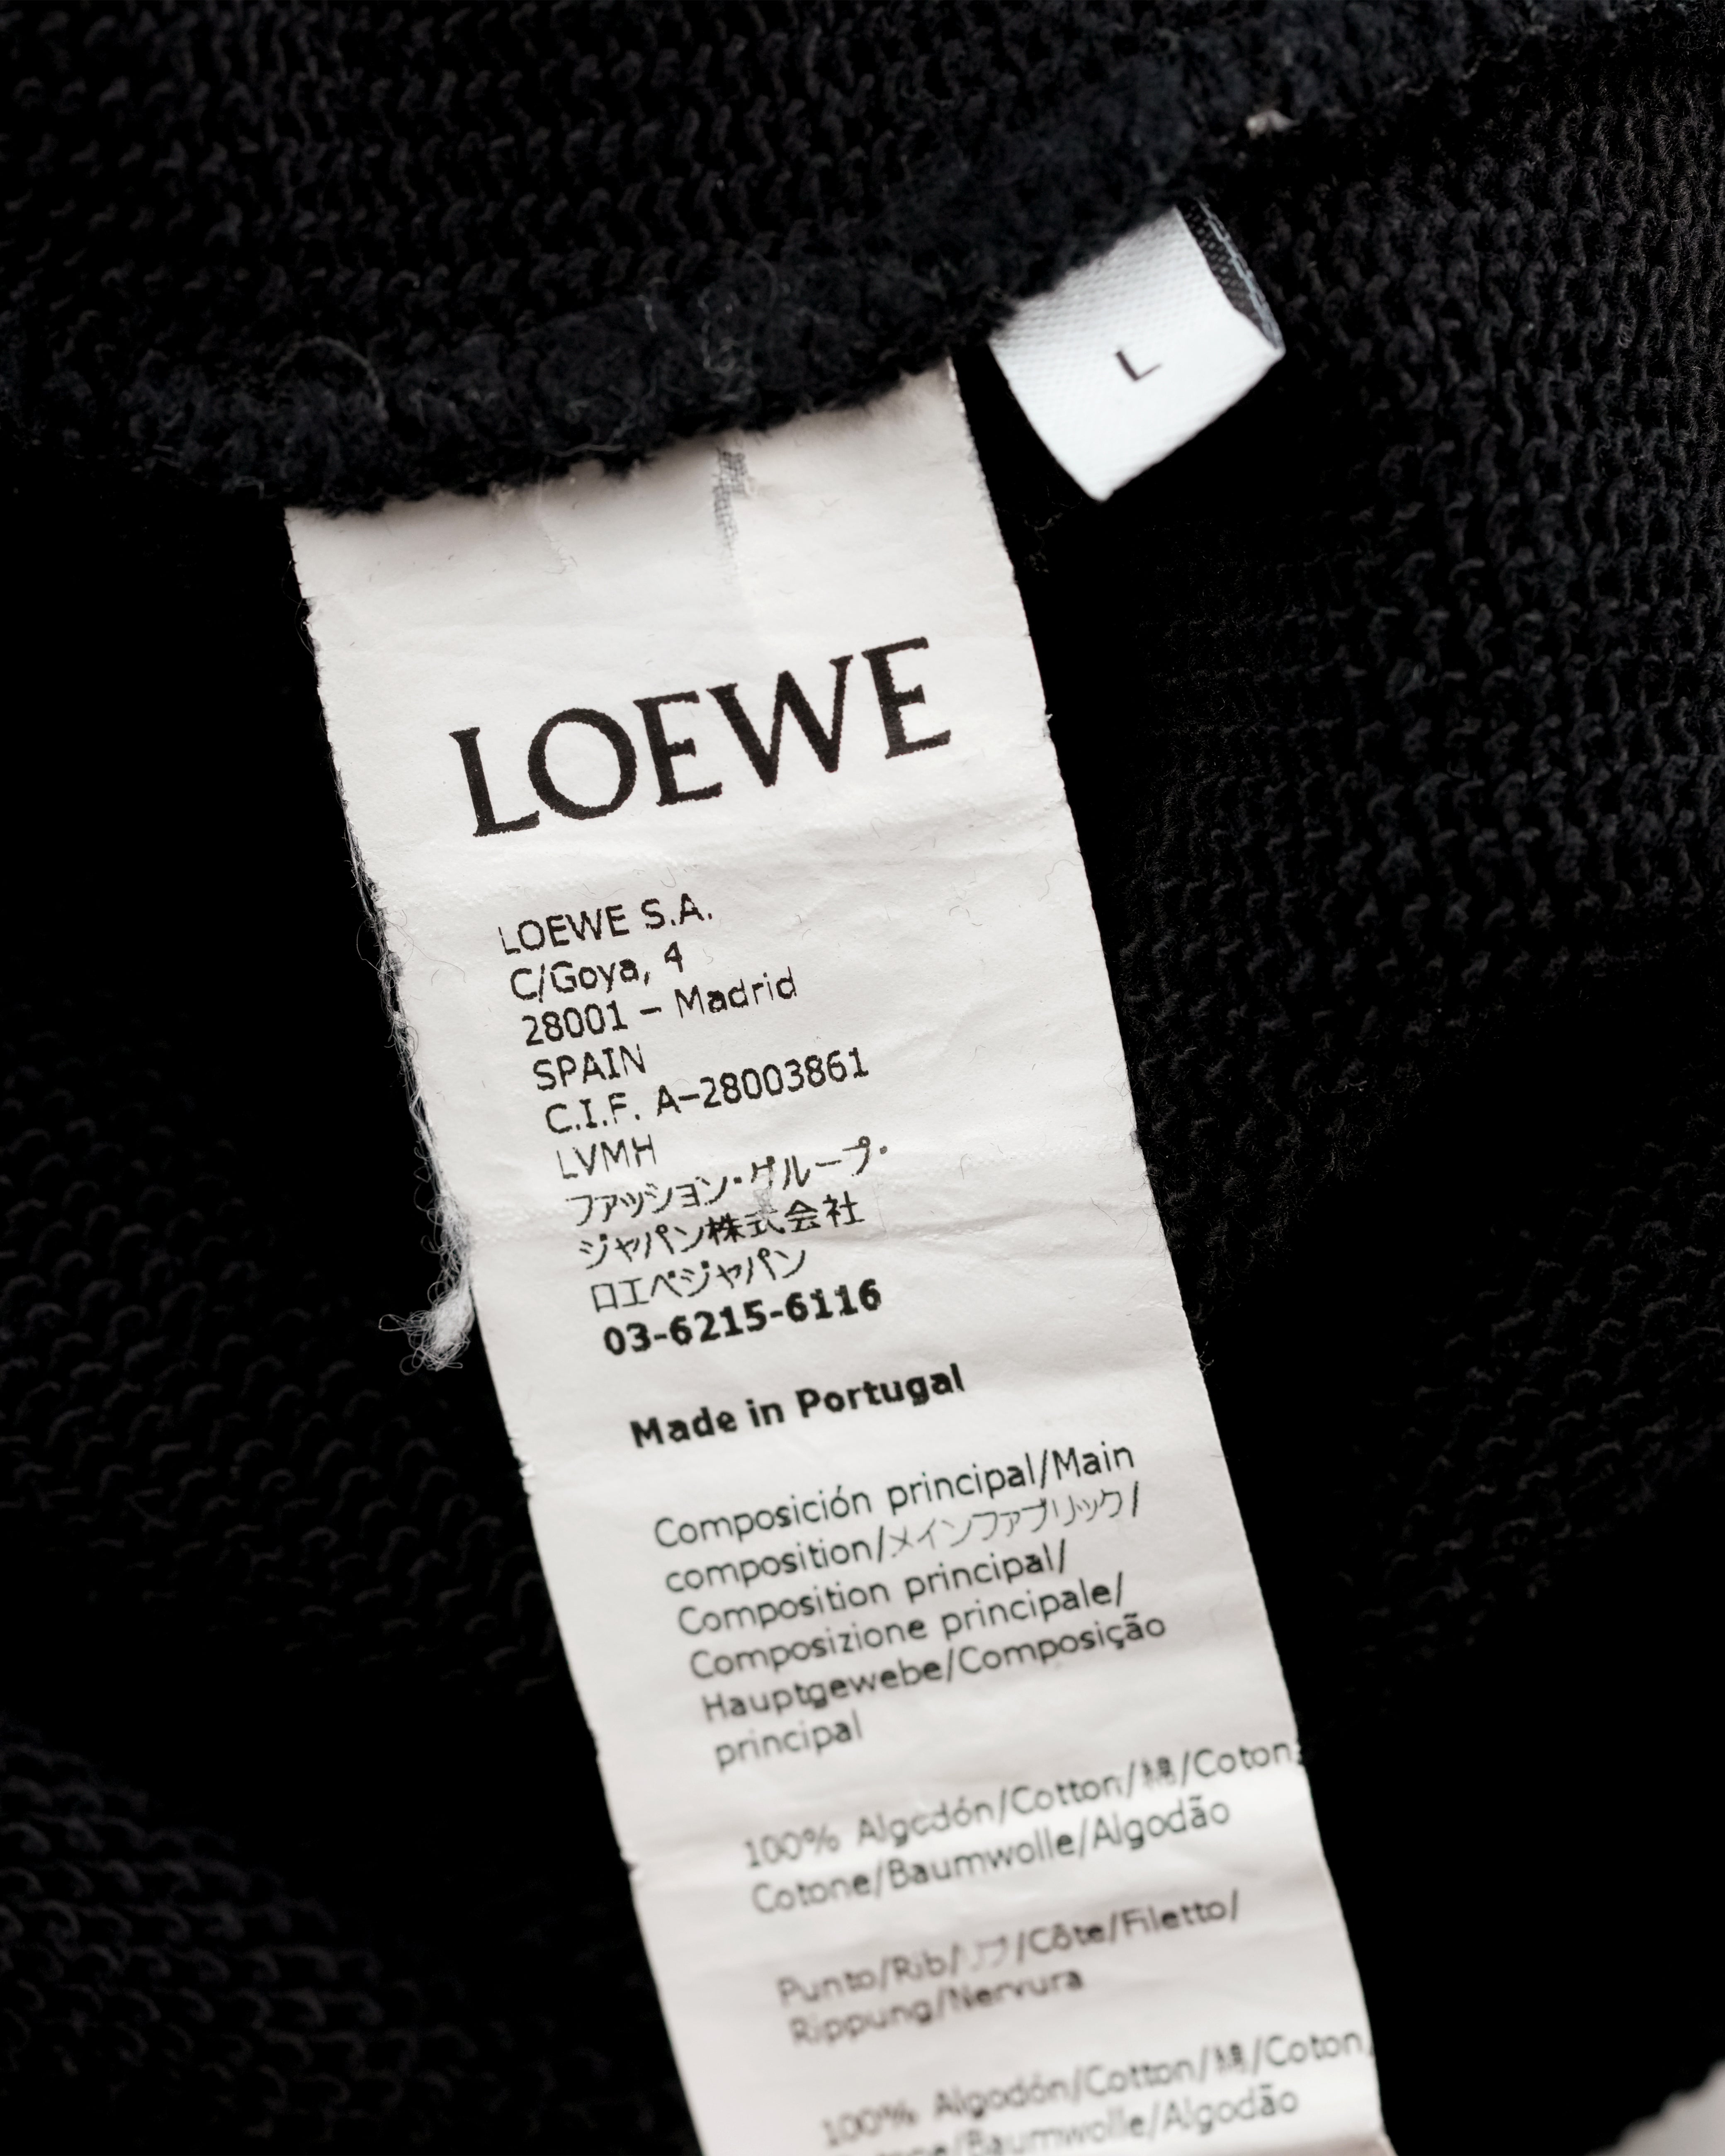 L
LOEWE
LOEWE S.A.
C/Goya, 4
28001 – Madrid
SPAIN
C.I.F. A–28003861
LVMH
ファッション・グループ・
ジャパン株式会社
ロエベジャパン
03-6215-6116
Made in Portugal
Composición principal/Main
composition/メインファブリック/
Composition principal/
Composizione principale/
Hauptgewebe/Composição
principal
100% Algodón/Cotton/綿/Coton/
Cotone/Baumwolle/Algodão
Punto/Rib/リブ/Côte/Filetto/
Rippung/Nervura
100% Algodón/Cotton/綿/Coton/
/Baumwolle/Algodão